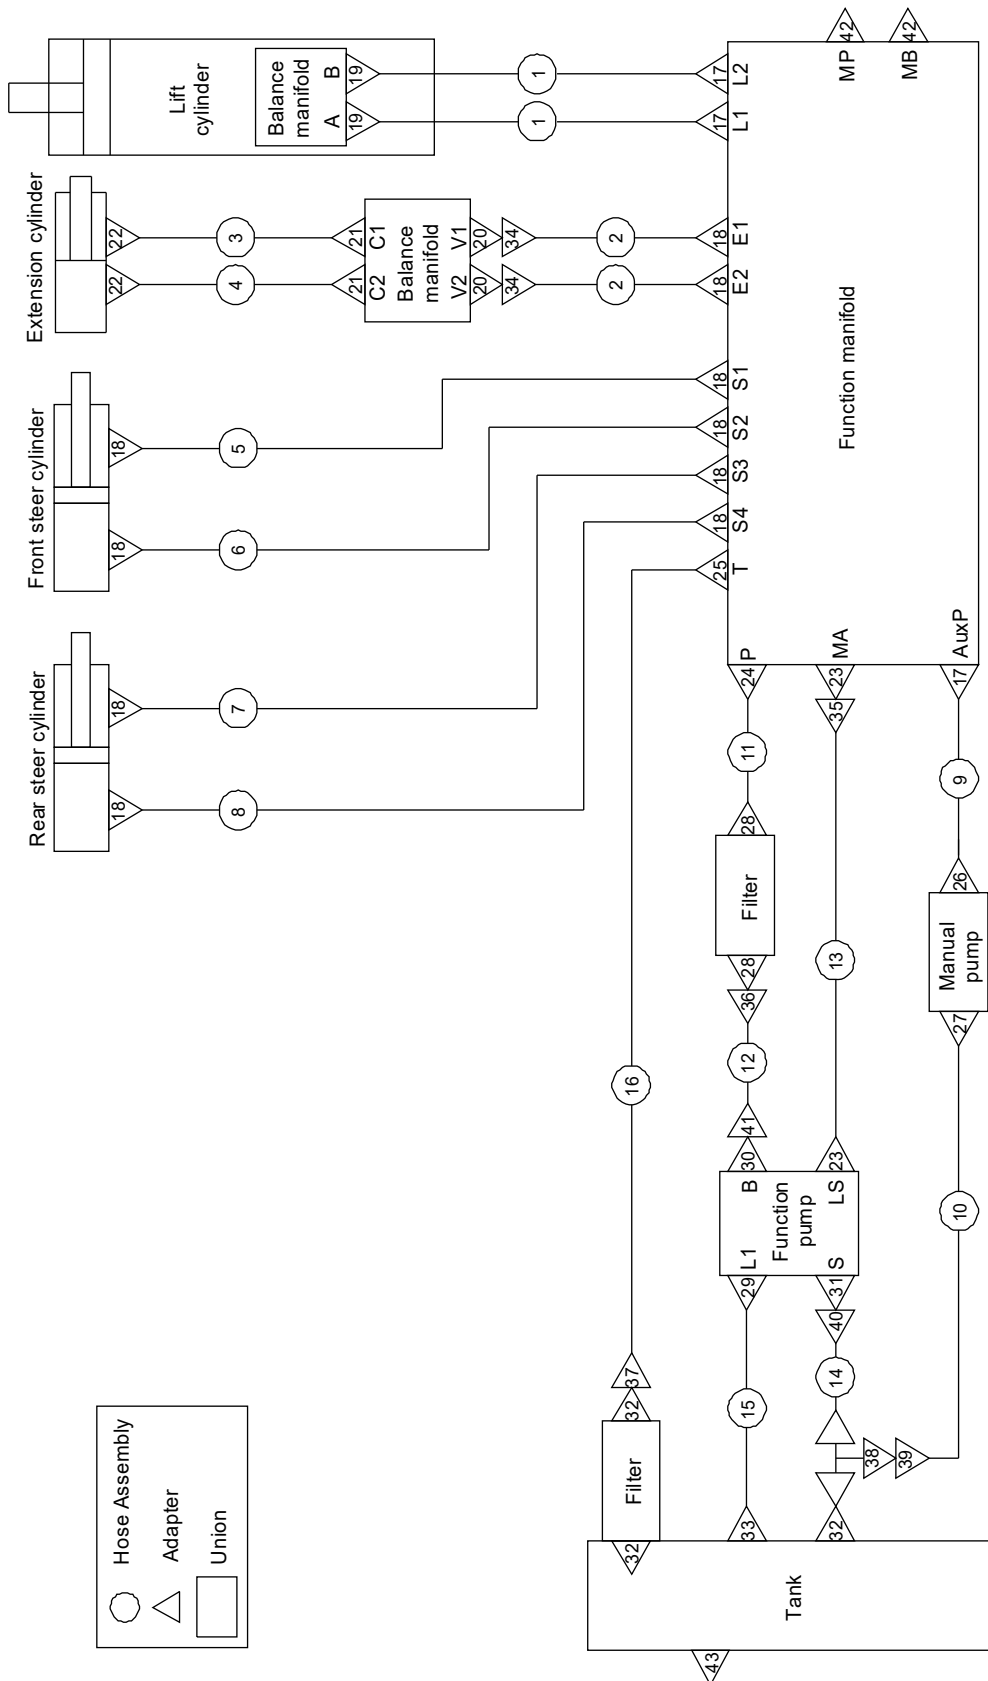 Hose Assembly
Adapter
Union
Rear steer cylinder
18
18
8
7
Front steer cylinder
18
18
6
5
Extension cylinder
22
22
4
3
21
21
C2
C1
Balance
manifold
V2
V1
20
20
34
34
2
2
Lift
cylinder
Balance
manifold
A
B
19
19
1
1
25
18
18
18
18
18
18
17
17
T
S4
S3
S2
S1
E2
E1
L1
L2
Function manifold
MP
MB
42
42
P
MA
AuxP
24
23
17
35
11
9
28
Filter
28
36
12
41
30
B
LS
23
13
Function
pump
L1
S
29
31
40
14
15
26
Manual
pump
27
10
38
39
16
37
32
Filter
32
33
32
Tank
43